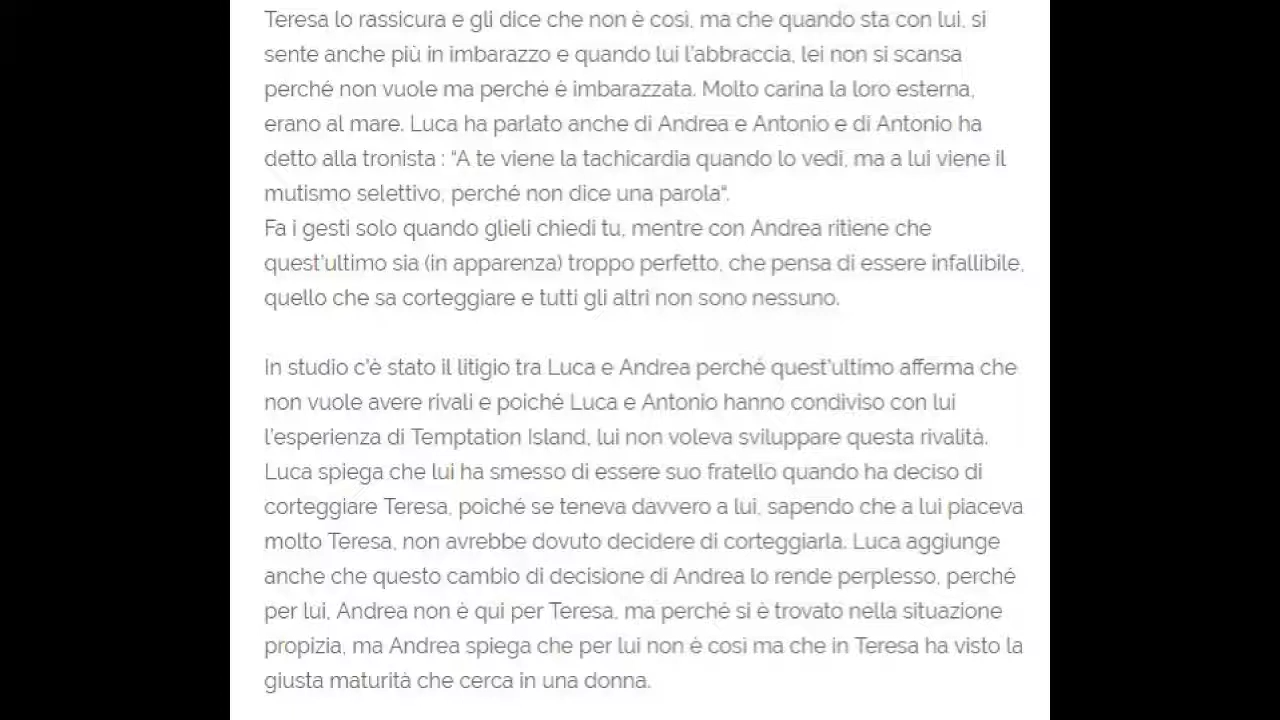 Teresa lo rassicura e gli dice che non è così, ma che quando sta con lui, si
sente anche più in imbarazzo e quando lui l'abbraccia, lei non si scansa
perché non vuole ma perché é imbarazzata. Molto carina la loro esterna,
erano al mare. Luca ha parlato anche di Andrea e Antonio e di Antonio ha
detto alla tronista : “A te viene la tachicardia quando lo vedi, ma a lui viene il
mutismo selettivo, perché non dice una parola“.
Fa i gesti solo quando glieli chiedi tu, mentre con Andrea ritiene che
quest'ultimo sia (in apparenza) troppo perfetto, che pensa di essere infallibile,
quello che sa corteggiare e tutti gli altri non sono nessuno.
In studio c'è stato il litigio tra Luca e Andrea perché quest'ultimo afferma che
non vuole avere rivali e poiché Luca e Antonio hanno condiviso con lui
l'esperienza di Temptation Island, lui non voleva sviluppare questa rivalità.
Luca spiega che lui ha smesso di essere suo fratello quando ha deciso di
corteggiare Teresa, poiché se teneva davvero a lui, sapendo che a lui piaceva
molto Teresa, non avrebbe dovuto decidere di corteggiarla. Luca aggiunge
anche che questo cambio di decisione di Andrea lo rende perplesso, perché
per lui, Andrea non è qui per Teresa, ma perché si è trovato nella situazione
propizia, ma Andrea spiega che per lui non è così ma che in Teresa ha visto la
giusta maturità che cerca in una donna.